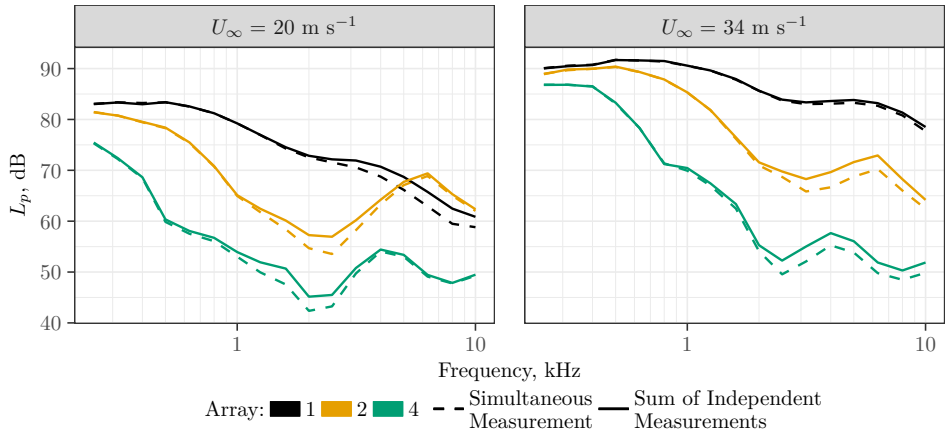 U∞ = 20 m s⁻¹
U∞ = 34 m s⁻¹
90
80
70
60
50
40
Lp, dB
1
10
1
10
Frequency, kHz
Array: 1 2 4 Simultaneous Measurement Sum of Independent Measurements